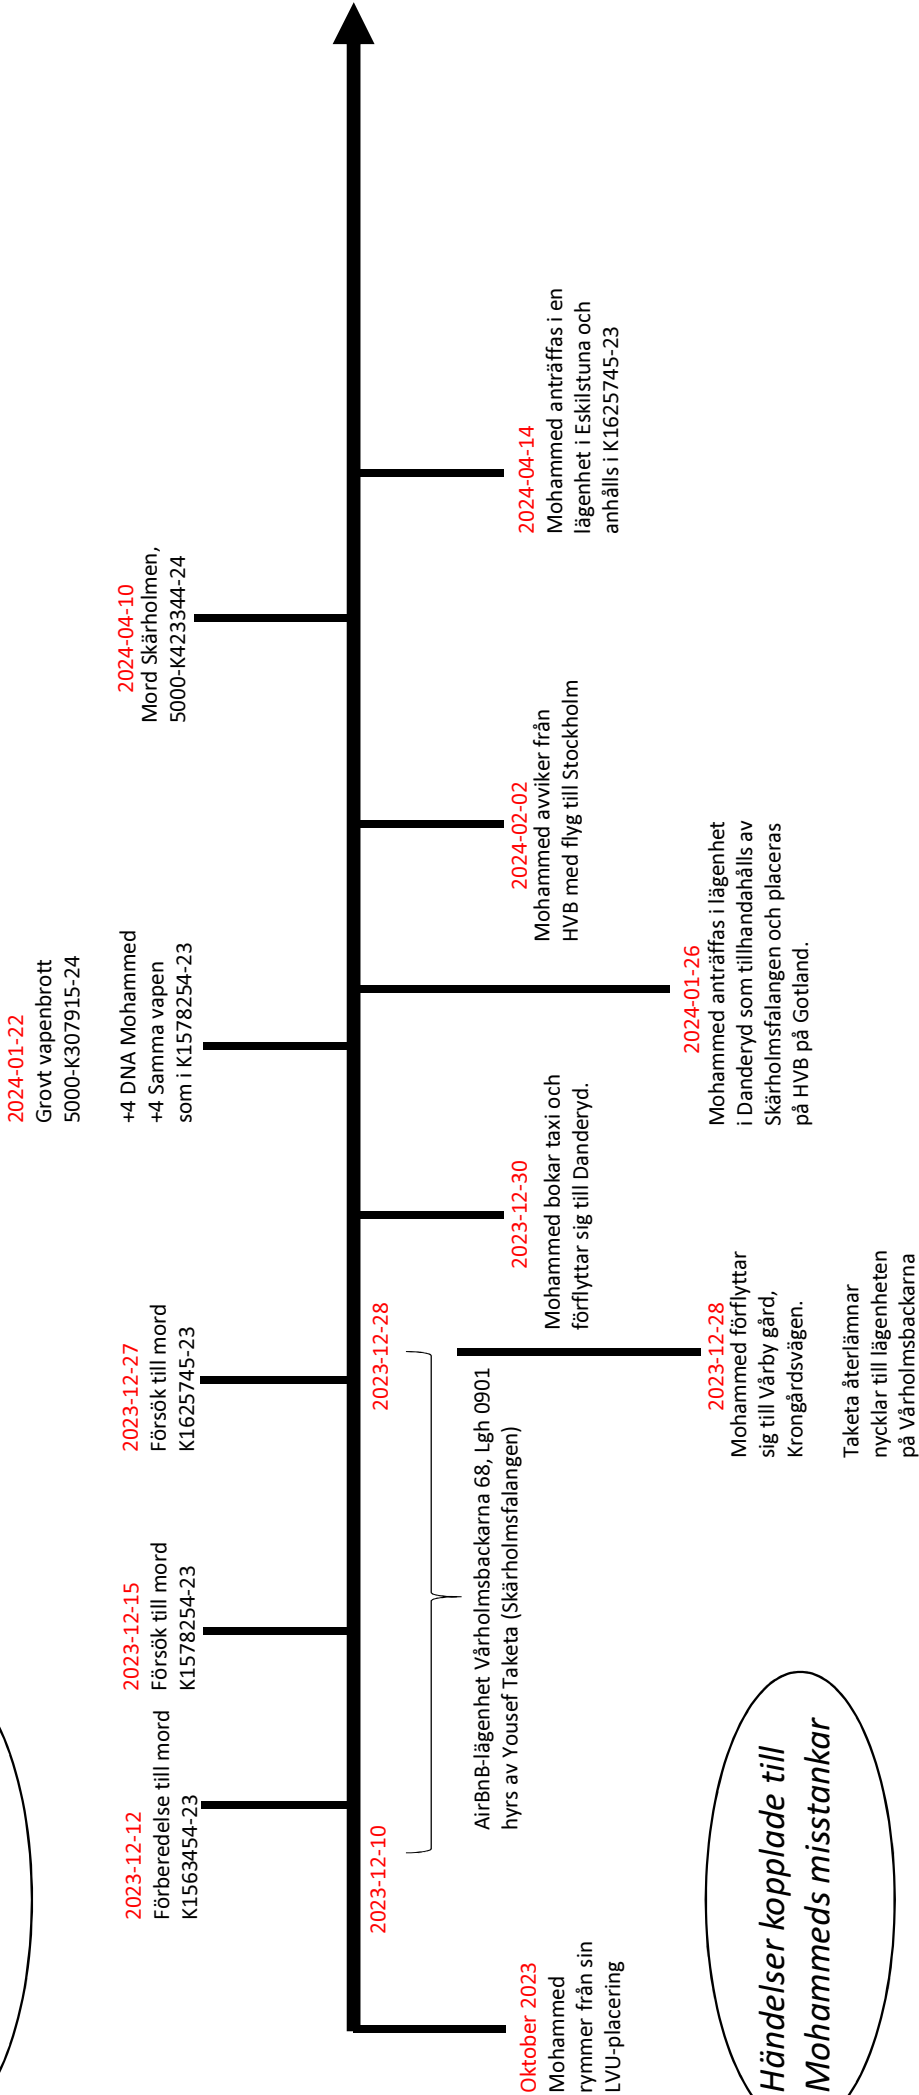 2023-12-12
Förberedelse till mord
K1563454-23
2023-12-15
Försök till mord
K1578254-23
2023-12-27
Försök till mord
K1625745-23
2024-01-22
Grovt vapenbrott
5000-K307915-24
+4 DNA Mohammed
+4 Samma vapen
som i K1578254-23
2024-04-10
Mord Skärholmen,
5000-K423344-24
Oktober 2023
Mohammed
rymmer från sin
LVU-placering
2023-12-10
2023-12-28
AirBnB-lägenhet Vårholmsbackarna 68, Lgh 0901
hyrs av Yousef Taketa (Skärholmsfalangen)
2023-12-28
Mohammed förflyttar
sig till Vårby gård,
Krongårdsvägen.
Taketa återlämnar
nycklar till lägenheten
på Vårholmsbackarna
2023-12-30
Mohammed bokar taxi och
förflyttar sig till Danderyd.
2024-01-26
Mohammed anträffas i lägenhet
i Danderyd som tillhandahålls av
Skärholmsfalangen och placeras
på HVB på Gotland.
2024-02-02
Mohammed avviker från
HVB med flyg till Stockholm
2024-04-14
Mohammed anträffas i en
lägenhet i Eskilstuna och
anhålls i K1625745-23
Händelser kopplade till
Mohammeds misstankar